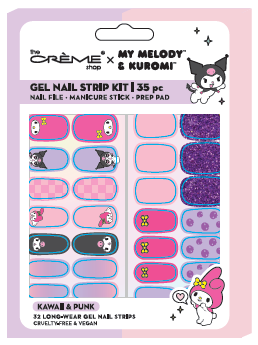 the
CRÈME
shop
× MY MELODY™
& KUROMI™
GEL NAIL STRIP KIT | 35 pc
NAIL FILE • MANICURE STICK • PREP PAD
KAWAII & PUNK
32 LONG-WEAR GEL NAIL STRIPS
CRUELTY-FREE & VEGAN